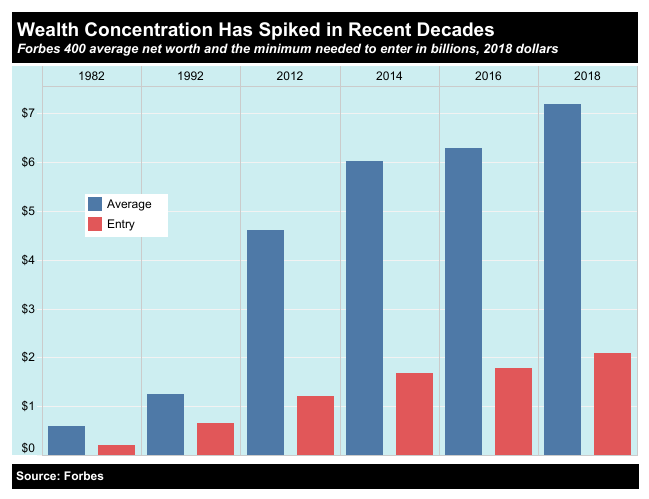 Wealth Concentration Has Spiked in Recent Decades
Forbes 400 average net worth and the minimum needed to enter in billions, 2018 dollars
1982 1992 2012 2014 2016 2018
$7
$6
$5
Average
Entry
$4
$3
$2
$1
$0
Source: Forbes